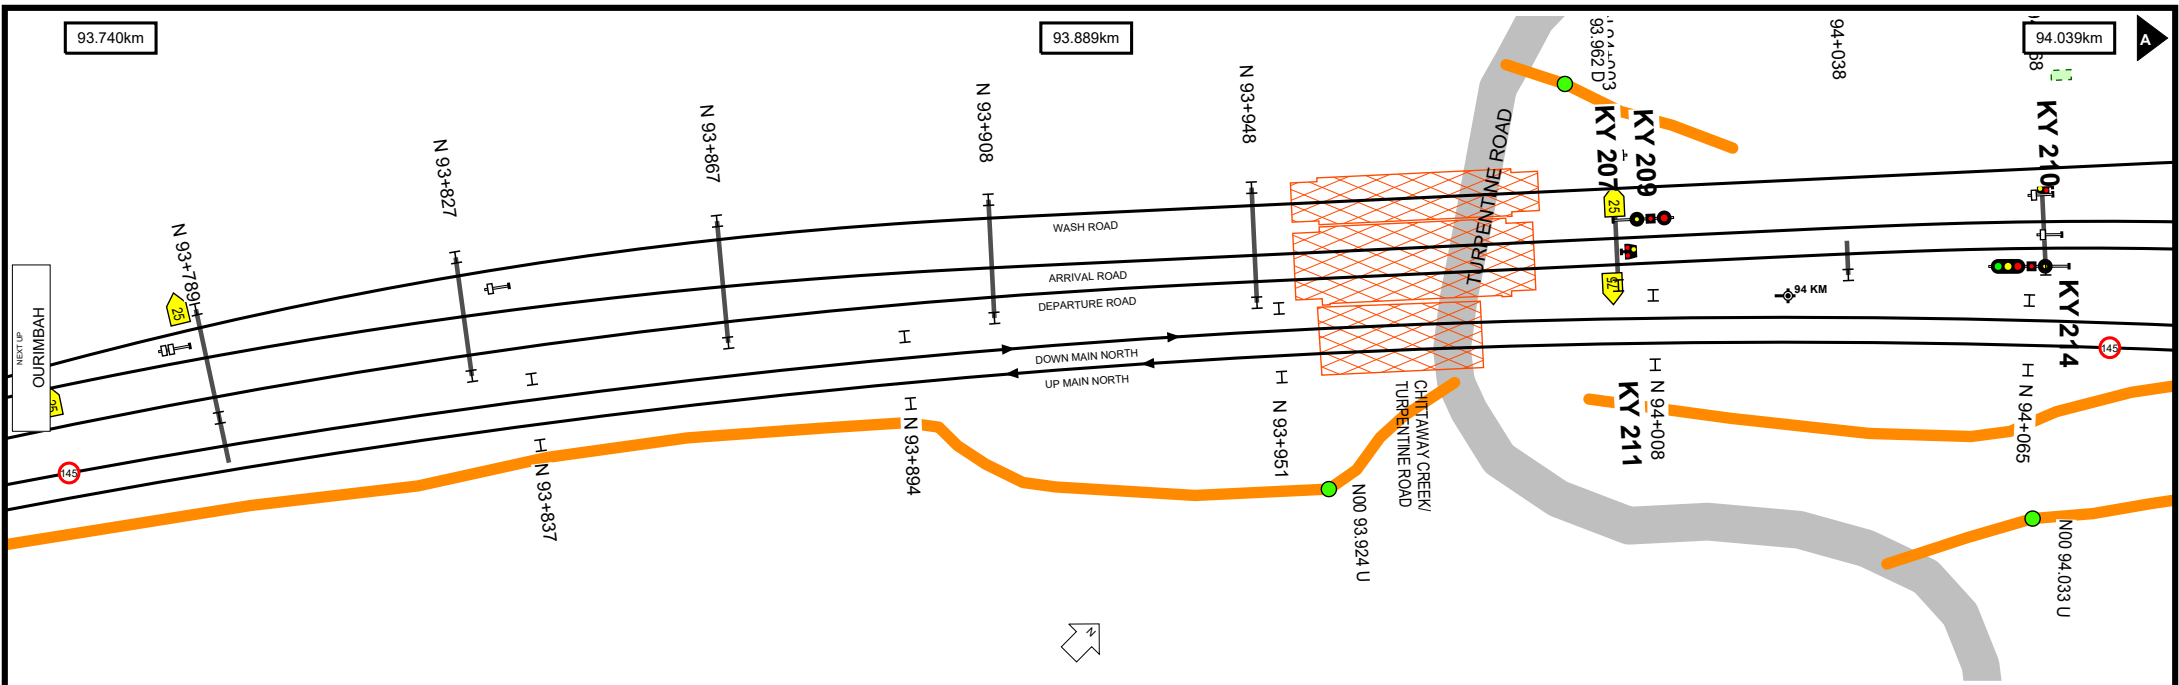 93.740km
93.889km
94.039km
A
93.962 D
94+038
N 93+789
N 93+827
N 93+867
N 93+908
N 93+948
KY 207
KY 209
KY 210
TURPENTINE ROAD
WASH ROAD
ARRIVAL ROAD
DEPARTURE ROAD
DOWN MAIN NORTH
UP MAIN NORTH
25
25
25
25
25
94 KM
KY 214
145
145
NEXT UP
OURIMBAH
N 93+837
N 93+894
N 93+951
CHITTAWAY CREEK/
TURPENTINE ROAD
KY 211
N 94+008
N 94+065
N00 93.924 U
N00 94.033 U
N